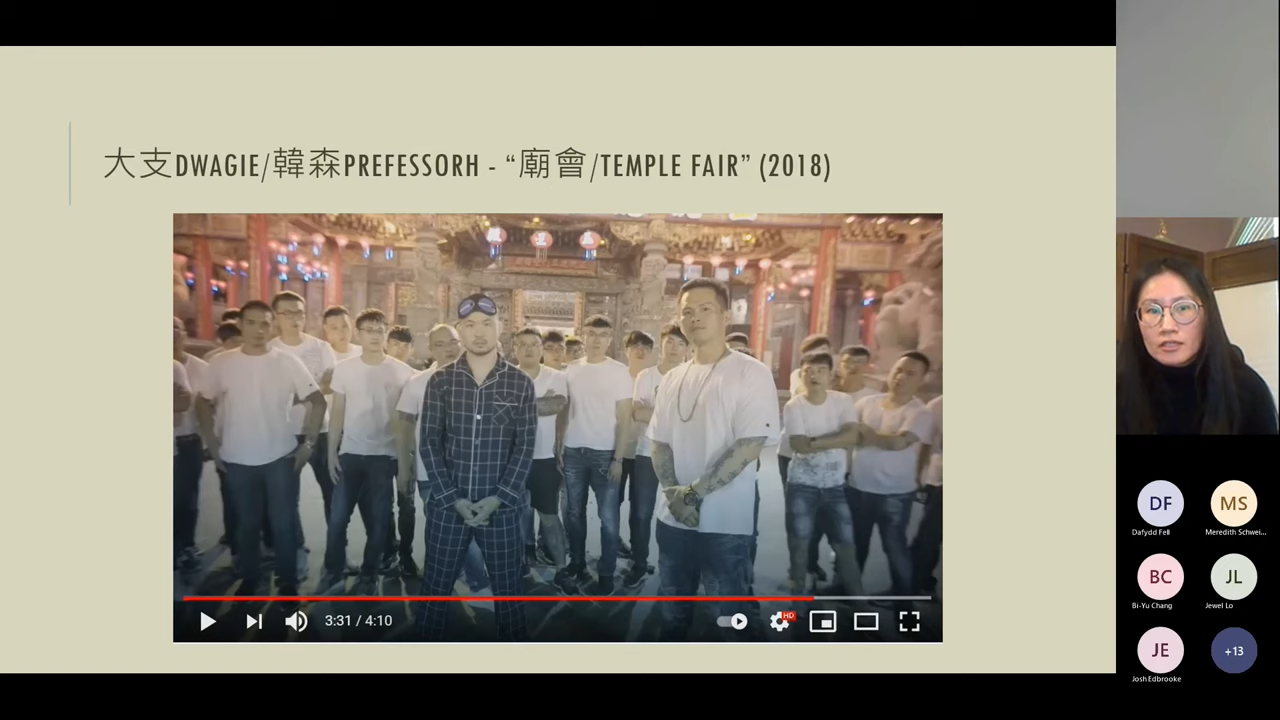 大支DWAGIE/韓森PREFESSORH - “廟會/TEMPLE FAIR” (2018)
3:31 / 4:10
HD
DF
MS
Dafydd Fell
Meredith Schwei...
BC
JL
Bi-Yu Chang
Jewel Lo
JE
+13
Josh Edbrooke